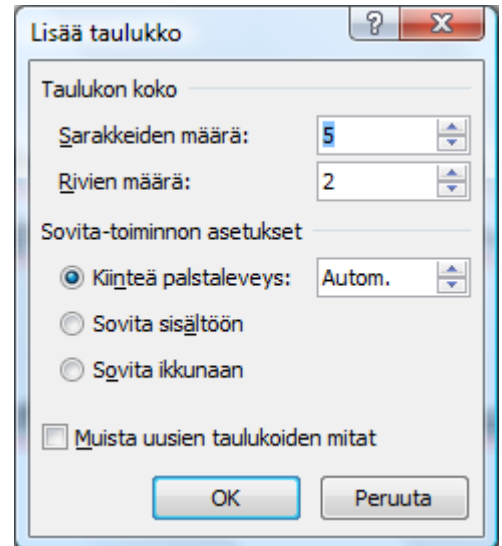 Lisää taulukko
Taulukon koko
Sarakkeiden määrä: 5
Rivien määrä: 2
Sovita-toiminnon asetukset
Kiinteä palstaleveys: Autom.
Sovita sisältöön
Sovita ikkunaan
Muista uusien taulukoiden mitat
OK Peruuta